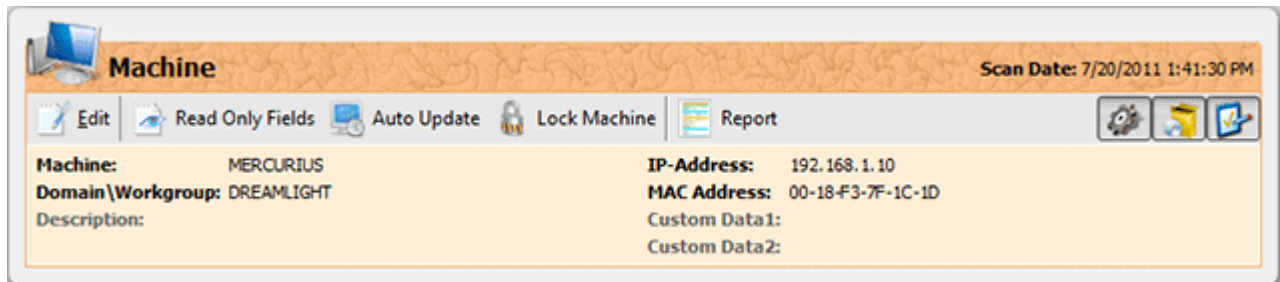 Machine
Scan Date: 7/20/2011 1:41:30 PM
Edit Read Only Fields Auto Update Lock Machine Report
Machine: MERCURIUS IP-Address: 192.168.1.10
Domain\Workgroup: DREAMLIGHT MAC Address: 00-18-F3-7F-1C-1D
Description: Custom Data1:
Custom Data2: